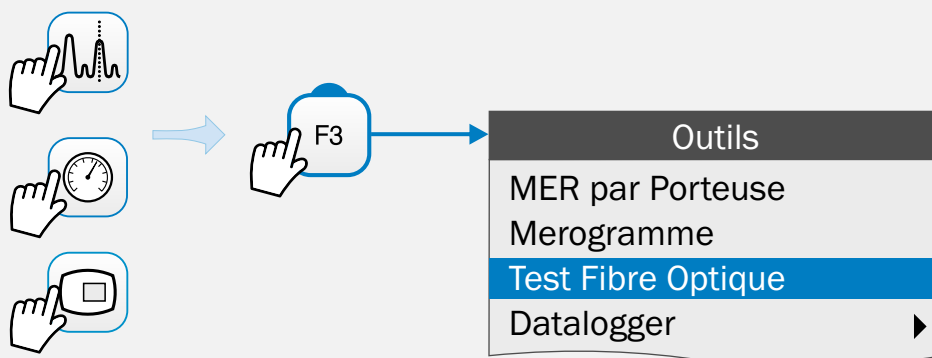 F3
Outils
MER par Porteuse
Merogramme
Test Fibre Optique
Datalogger